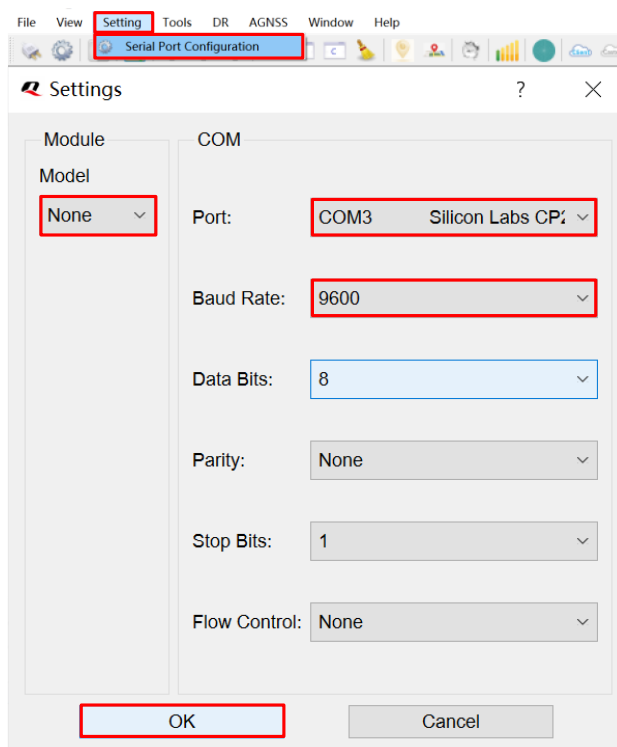 File View Setting Tools DR AGNSS Window Help
Serial Port Configuration
Settings ?
Module
Model
None
COM
Port: COM3 Silicon Labs CP2
Baud Rate: 9600
Data Bits: 8
Parity: None
Stop Bits: 1
Flow Control: None
OK Cancel